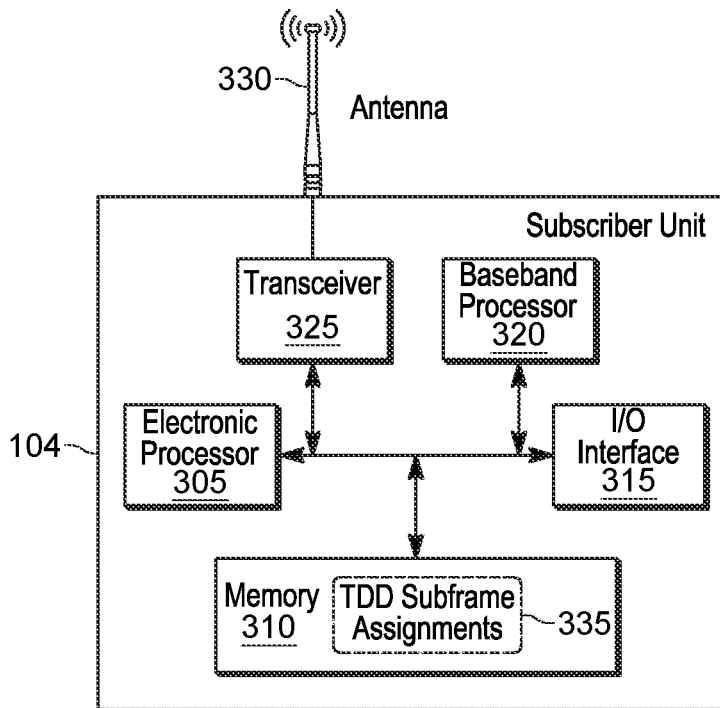 330
Antenna
Subscriber Unit
Transceiver
325
Baseband
Processor
320
104
Electronic
Processor
305
I/O
Interface
315
Memory
310
TDD Subframe
Assignments
335